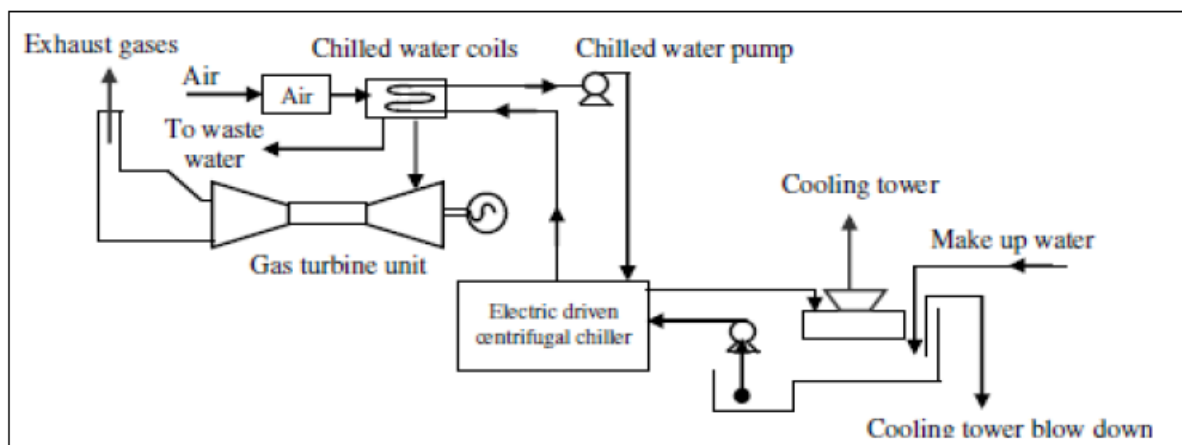 Exhaust gases
Chilled water coils
Chilled water pump
Air
Air
To waste
water
Cooling tower
Make up water
Gas turbine unit
Electric driven
centrifugal chiller
Cooling tower blow down